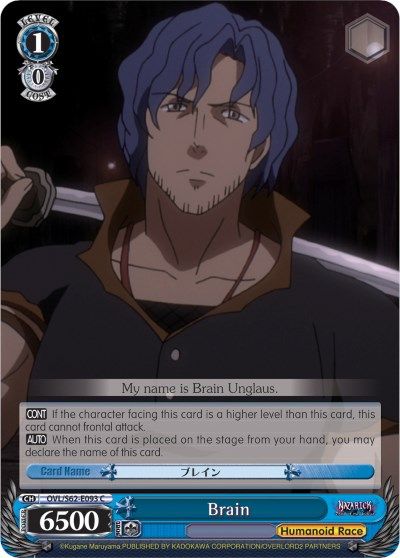 LEVEL
1
0
COST
My name is Brain Unglaus.
CONT If the character facing this card is a higher level than this card, this
card cannot frontal attack.
AUTO When this card is placed on the stage from your hand, you may
declare the name of this card.
Card Name ブレイン
CH OVL/S62-E093 C
6500
Brain
NAZARICK
Humanoid Race
©Kugane Maruyama,PUBLISHED BY KADOKAWA CORPORATION/OVERLORD2 PARTNERS